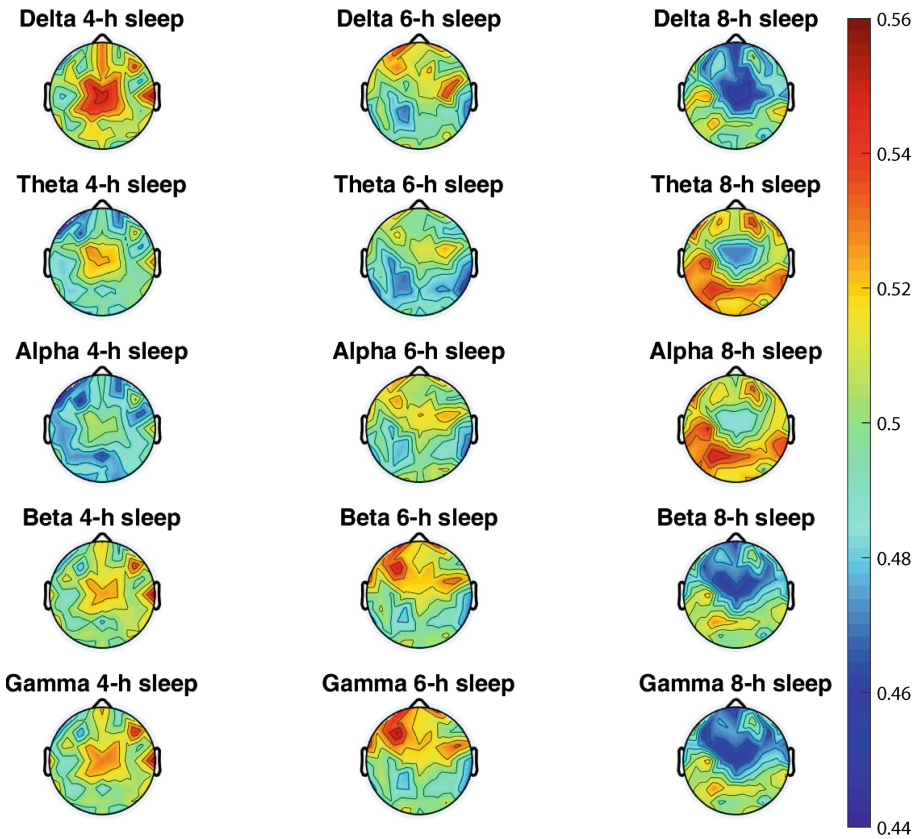 Delta 4-h sleep
Delta 6-h sleep
Delta 8-h sleep
Theta 4-h sleep
Theta 6-h sleep
Theta 8-h sleep
Alpha 4-h sleep
Alpha 6-h sleep
Alpha 8-h sleep
Beta 4-h sleep
Beta 6-h sleep
Beta 8-h sleep
Gamma 4-h sleep
Gamma 6-h sleep
Gamma 8-h sleep
0.56
0.54
0.52
0.5
0.48
0.46
0.44